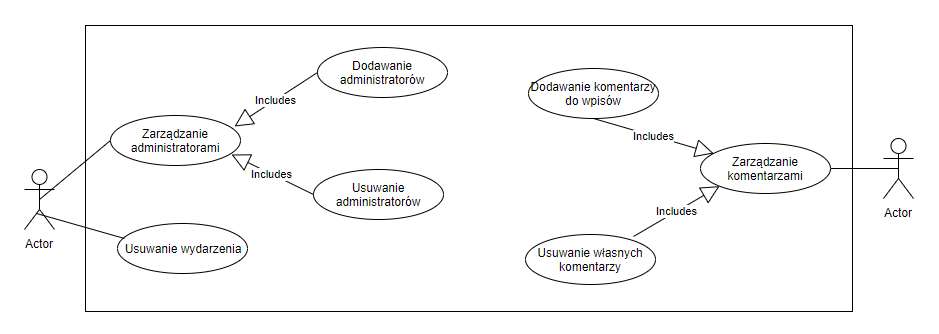 Dodawanie
administratorów
Includes
Zarządzanie
administratorami
Includes
Usuwanie
administratorów
Actor
Usuwanie wydarzenia
Dodawanie komentarzy
do wpisów
Includes
Zarządzanie
komentarzami
Includes
Usuwanie własnych
komentarzy
Actor